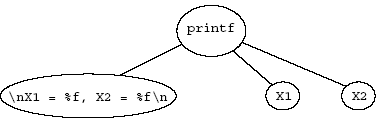 printf
\nX1 = %f, X2 = %f\n
X1
X2